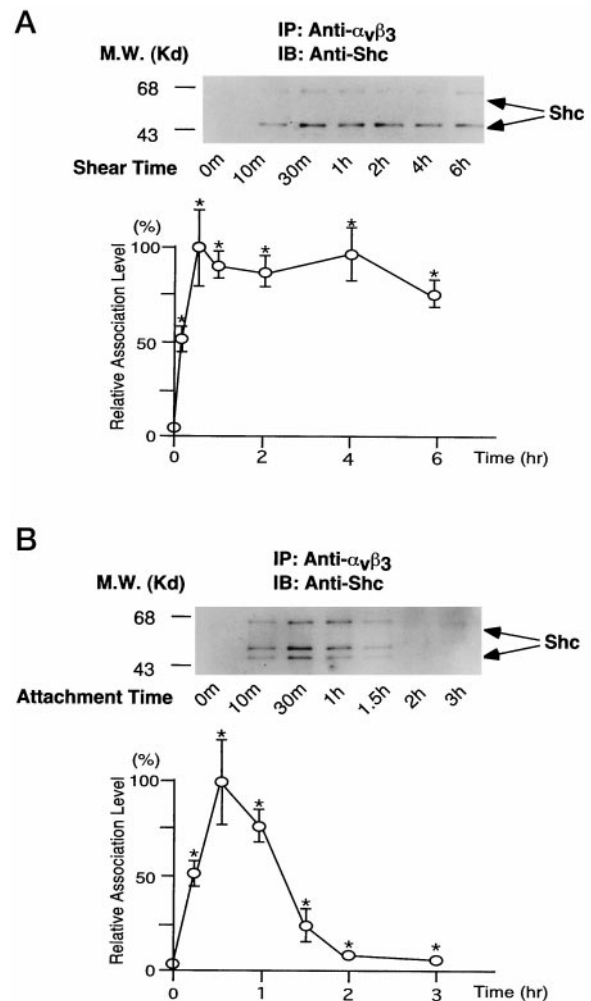 A
IP: Anti-αvβ3
M.W. (Kd) IB: Anti-Shc
68
43
Shc
Shear Time 0m 10m 30m 1h 2h 4h 6h
(%)
Relative Association Level
100
50
0
0 2 4 6 Time (hr)
* * * * * *
B
IP: Anti-αvβ3
M.W. (Kd) IB: Anti-Shc
68
43
Shc
Attachment Time 0m 10m 30m 1h 1.5h 2h 3h
(%)
Relative Association Level
100
50
0
0 1 2 3 Time (hr)
* * * * * *